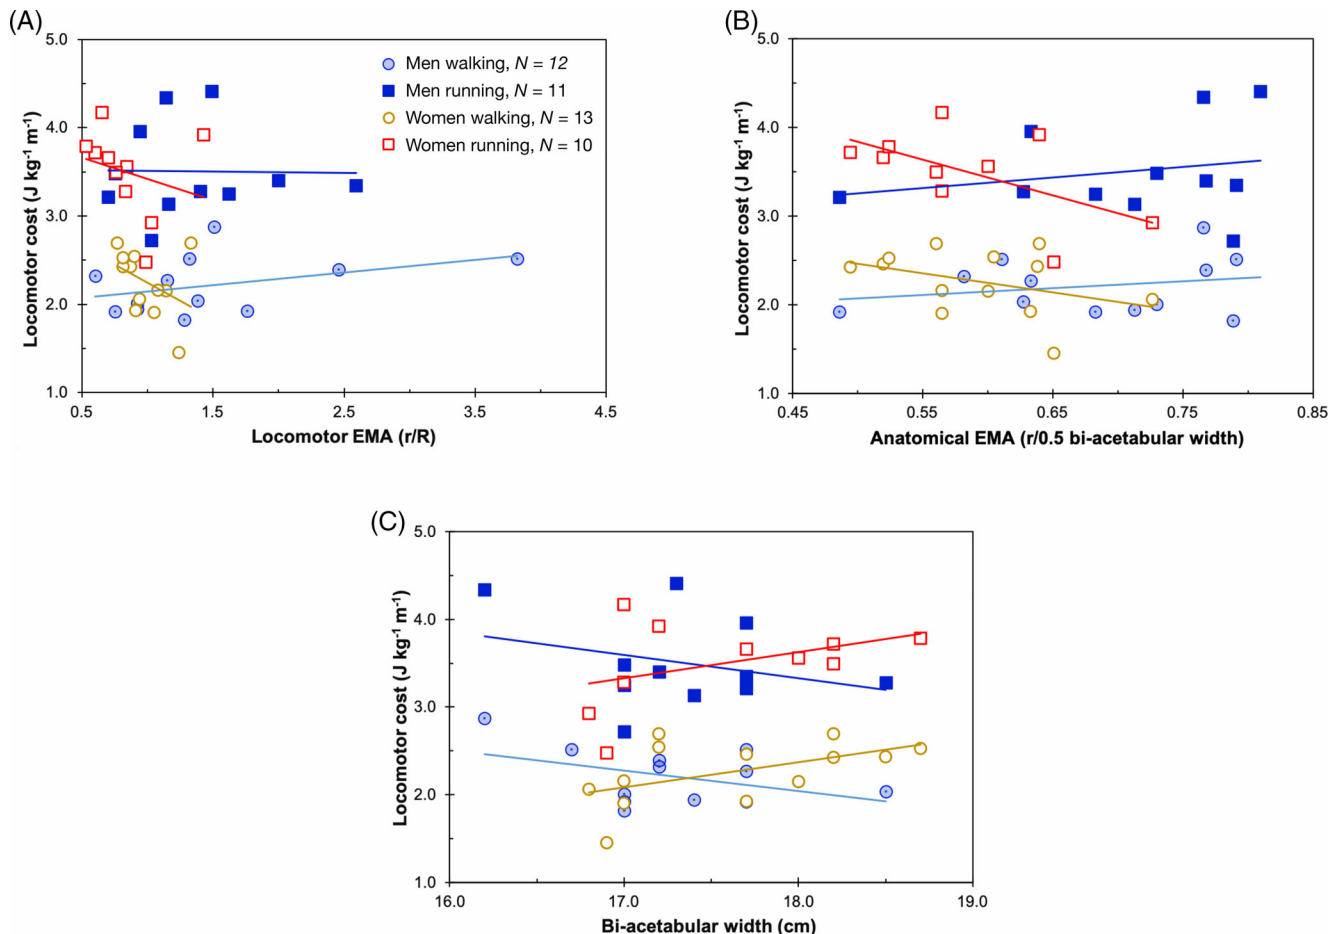 (A)
5.0
4.0
3.0
2.0
1.0
Locomotor cost (J kg⁻¹ m⁻¹)
0.5 1.5 2.5 3.5 4.5
Locomotor EMA (r/R)
Men walking, N = 12
Men running, N = 11
Women walking, N = 13
Women running, N = 10
(B)
5.0
4.0
3.0
2.0
1.0
Locomotor cost (J kg⁻¹ m⁻¹)
0.45 0.55 0.65 0.75 0.85
Anatomical EMA (r/0.5 bi-acetabular width)
(C)
5.0
4.0
3.0
2.0
1.0
Locomotor cost (J kg⁻¹ m⁻¹)
16.0 17.0 18.0 19.0
Bi-acetabular width (cm)